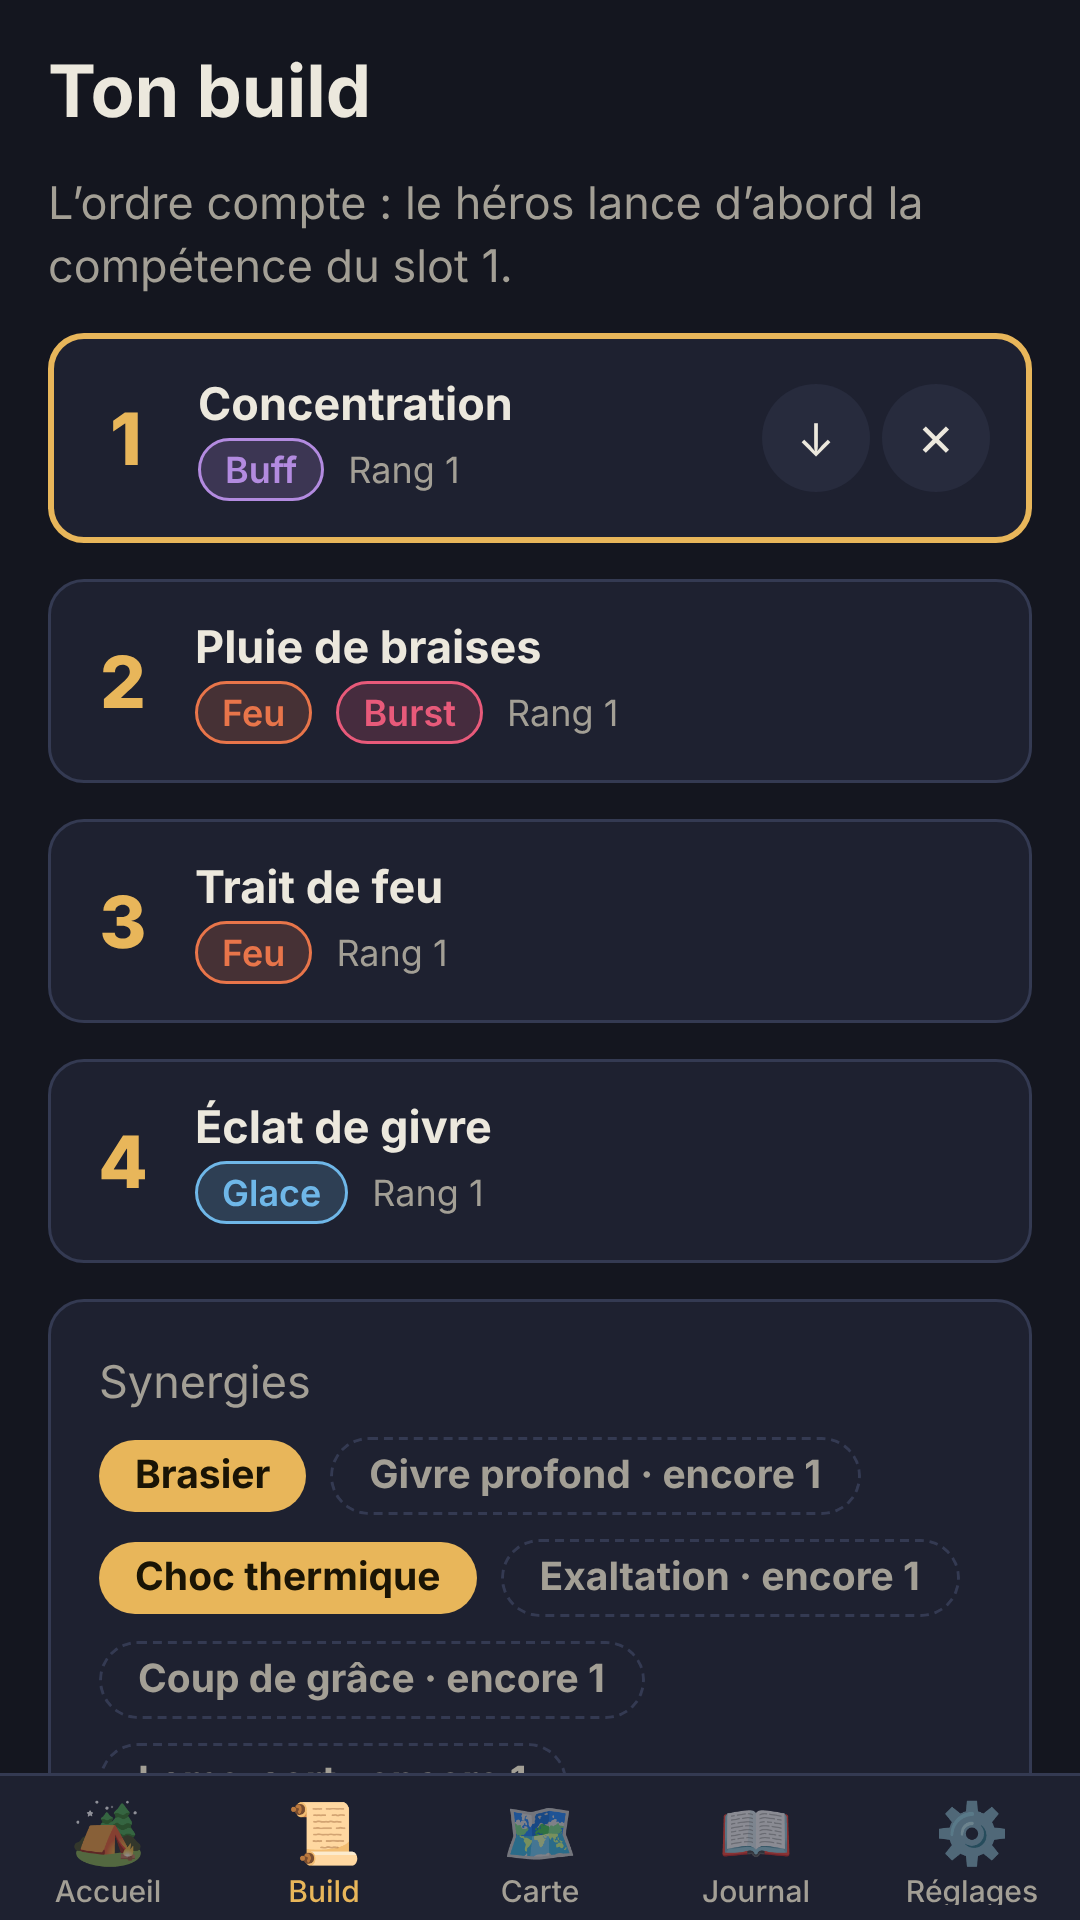 Ton build
L’ordre compte : le héros lance d’abord la
compétence du slot 1.
1
Concentration
Buff Rang 1
2
Pluie de braises
Feu Burst Rang 1
3
Trait de feu
Feu Rang 1
4
Éclat de givre
Glace Rang 1
Synergies
Brasier Givre profond · encore 1
Choc thermique Exaltation · encore 1
Coup de grâce · encore 1
Accueil Build Carte Journal Réglages